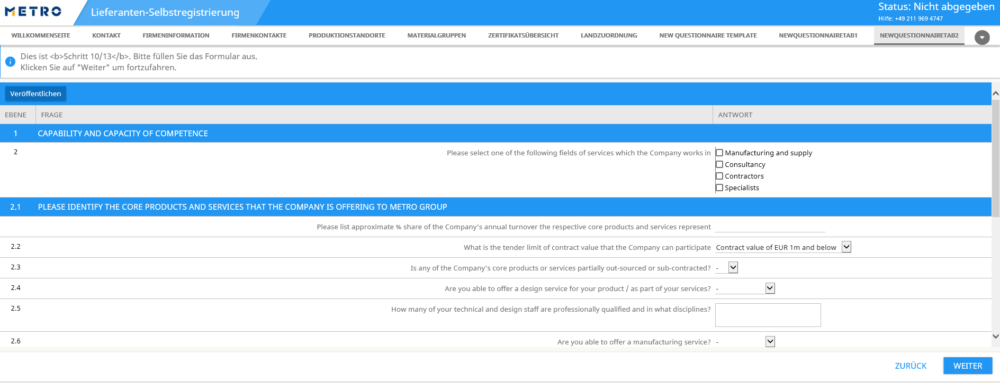 METRO
Lieferanten-Selbstregistrierung
Status: Nicht abgegeben
Hilfe: +49 211 969 4747
WILLKOMMENSEITE KONTAKT FIRMENINFORMATION FIRMENKONTAKTE PRODUKTIONSTANDORTE MATERIALGRUPPEN ZERTIFIKATSÜBERSICHT LANDZUORDNUNG NEW QUESTIONNAIRE TEMPLATE NEWQUESTIONNAIRETAB1 NEWQUESTIONNAIRETAB2
Dies ist <b>Schritt 10/13</b>. Bitte füllen Sie das Formular aus.
Klicken Sie auf "Weiter" um fortzufahren.
Veröffentlichen
EBENE FRAGE ANTWORT
1 CAPABILITY AND CAPACITY OF COMPETENCE
2 Please select one of the following fields of services which the Company works in Manufacturing and supply
Consultancy
Contractors
Specialists
2.1 PLEASE IDENTIFY THE CORE PRODUCTS AND SERVICES THAT THE COMPANY IS OFFERING TO METRO GROUP
Please list approximate % share of the Company's annual turnover the respective core products and services represent
2.2 What is the tender limit of contract value that the Company can participate Contract value of EUR 1m and below
2.3 Is any of the Company's core products or services partially out-sourced or sub-contracted? -
2.4 Are you able to offer a design service for your product / as part of your services? -
2.5 How many of your technical and design staff are professionally qualified and in what disciplines?
2.6 Are you able to offer a manufacturing service? -
ZURÜCK WEITER